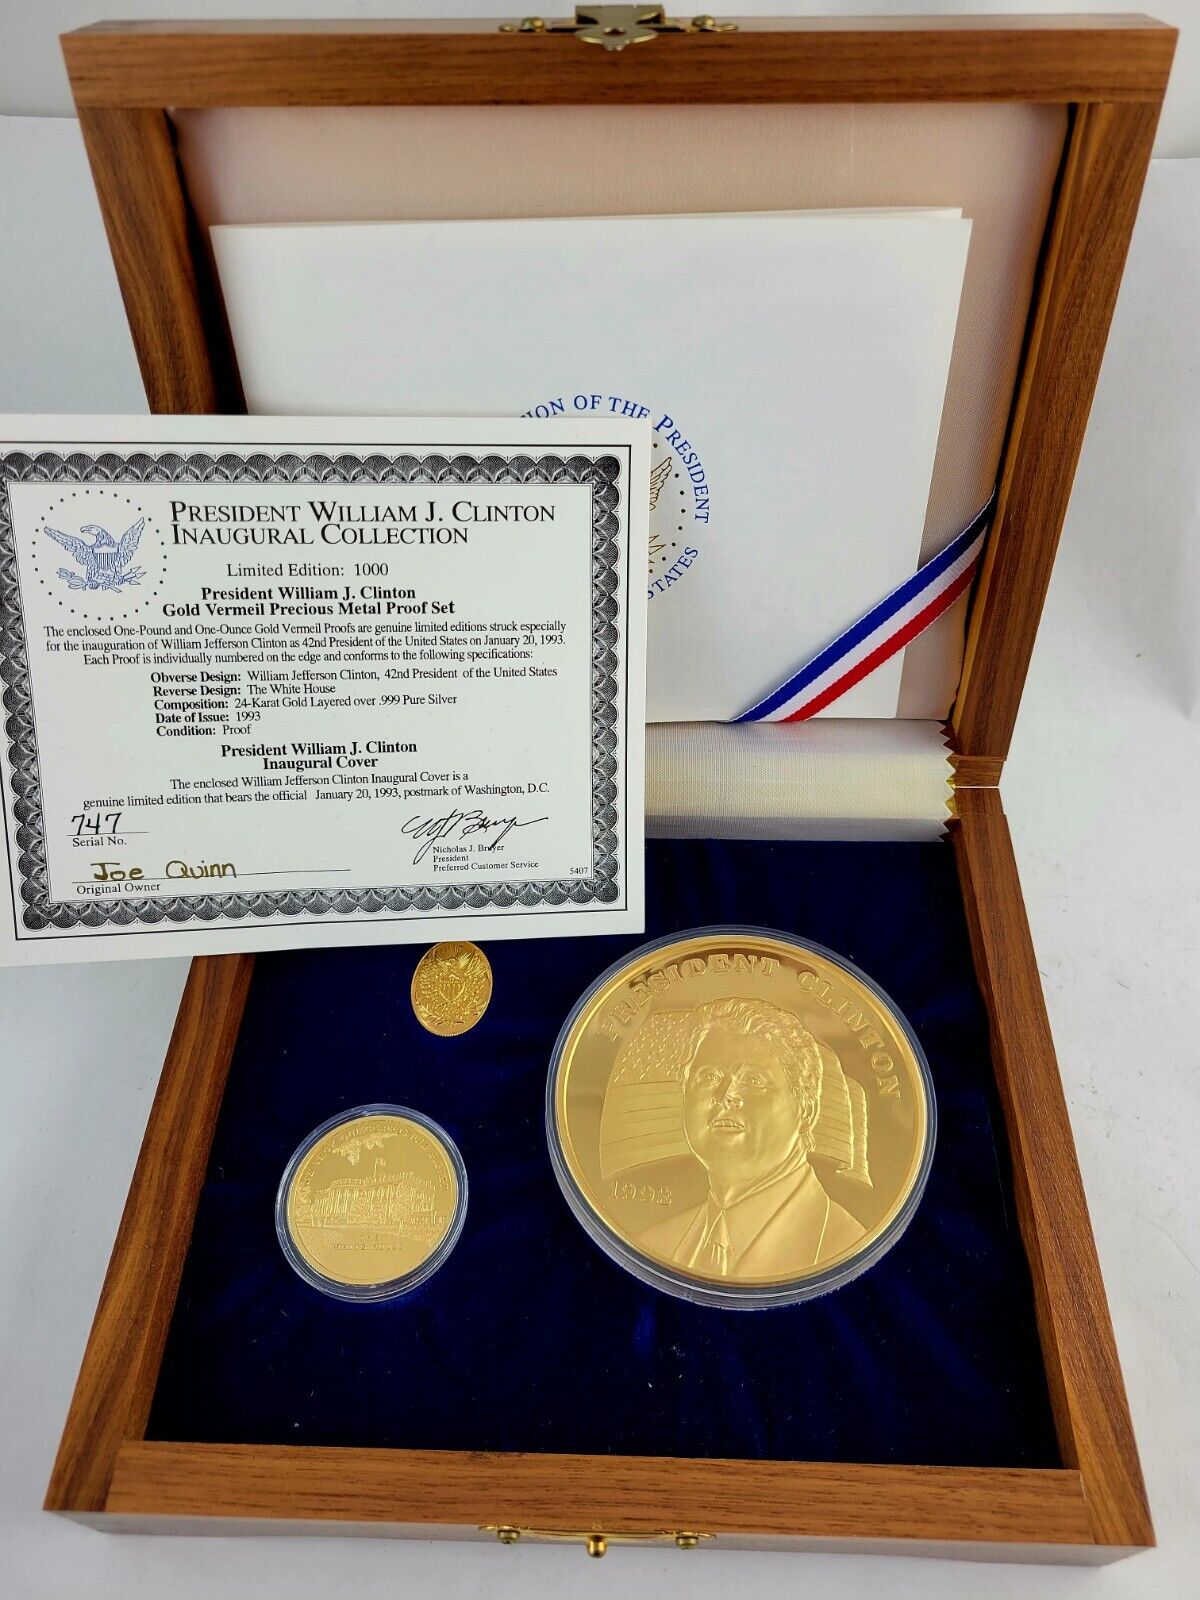 ION OF THE PRESIDENT
STATES
PRESIDENT WILLIAM J. CLINTON
INAUGURAL COLLECTION
Limited Edition: 1000
President William J. Clinton
Gold Vermeil Precious Metal Proof Set
The enclosed One-Pound and One-Ounce Gold Vermeil Proofs are genuine limited editions struck especially
for the inauguration of William Jefferson Clinton as 42nd President of the United States on January 20, 1993.
Each Proof is individually numbered on the edge and conforms to the following specifications:
Obverse Design: William Jefferson Clinton, 42nd President of the United States
Reverse Design: The White House
Composition: 24-Karat Gold Layered over .999 Pure Silver
Date of Issue: 1993
Condition: Proof
President William J. Clinton
Inaugural Cover
The enclosed William Jefferson Clinton Inaugural Cover is a
genuine limited edition that bears the official January 20, 1993, postmark of Washington, D.C.
747
Serial No.
Nicholas J. Bruyer
President
Preferred Customer Service
Joe Quinn
Original Owner
5407
PRESIDENT CLINTON
1993
THE
WHITE HOUSE